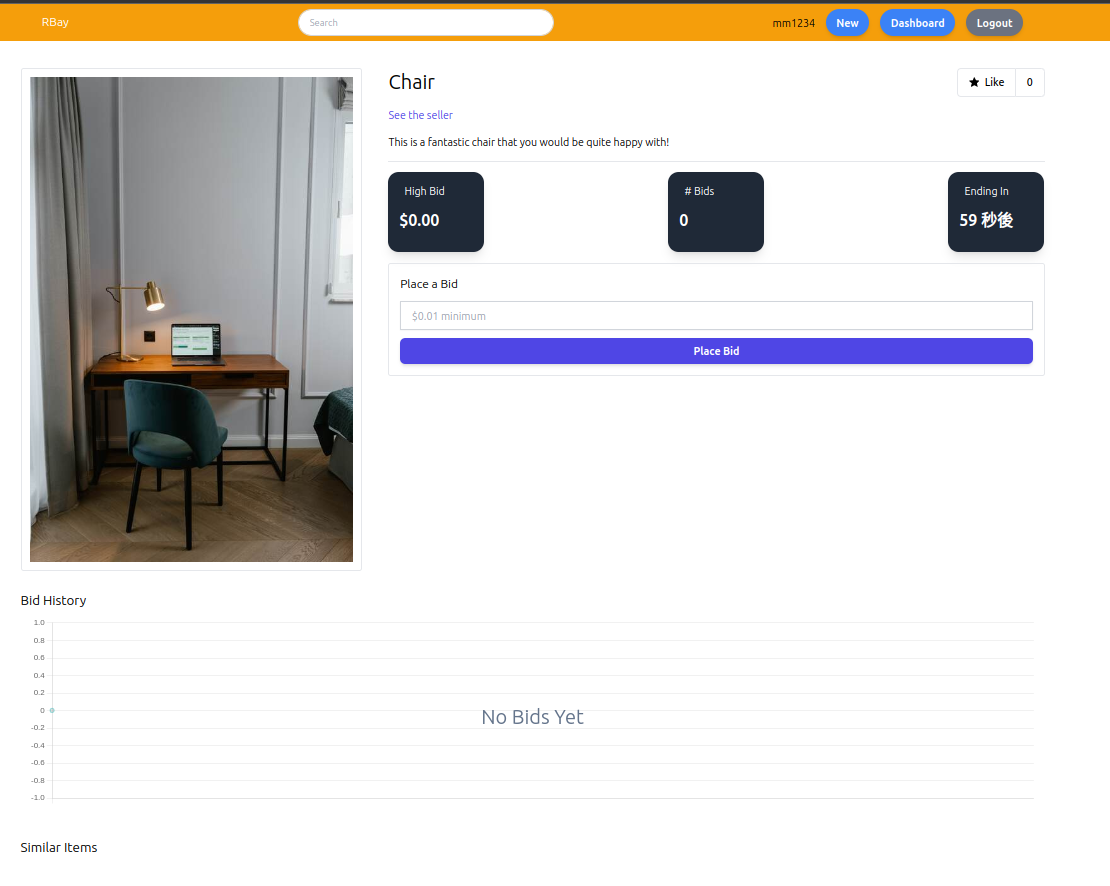 RBay
Search
mm1234
New
Dashboard
Logout
Chair
Like
0
See the seller
This is a fantastic chair that you would be quite happy with!
High Bid
$0.00
# Bids
0
Ending In
59 秒後
Place a Bid
$0.01 minimum
Place Bid
Bid History
1.0
0.8
0.6
0.4
0.2
0
-0.2
-0.4
-0.6
-0.8
-1.0
No Bids Yet
Similar Items